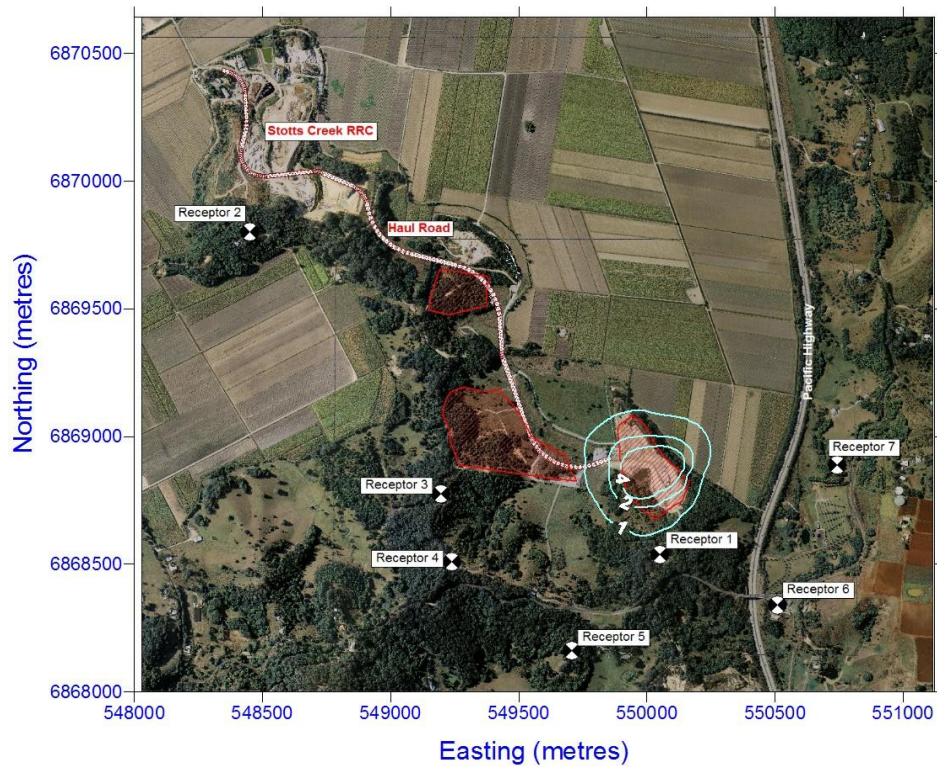 6870500
6870000
6869500
6869000
6868500
6868000
Northing (metres)
Stotts Creek RRC
Receptor 2
Haul Road
Pacific Highway
Receptor 7
Receptor 3
4
2
1
Receptor 1
Receptor 4
Receptor 6
Receptor 5
548000 548500 549000 549500 550000 550500 551000
Easting (metres)